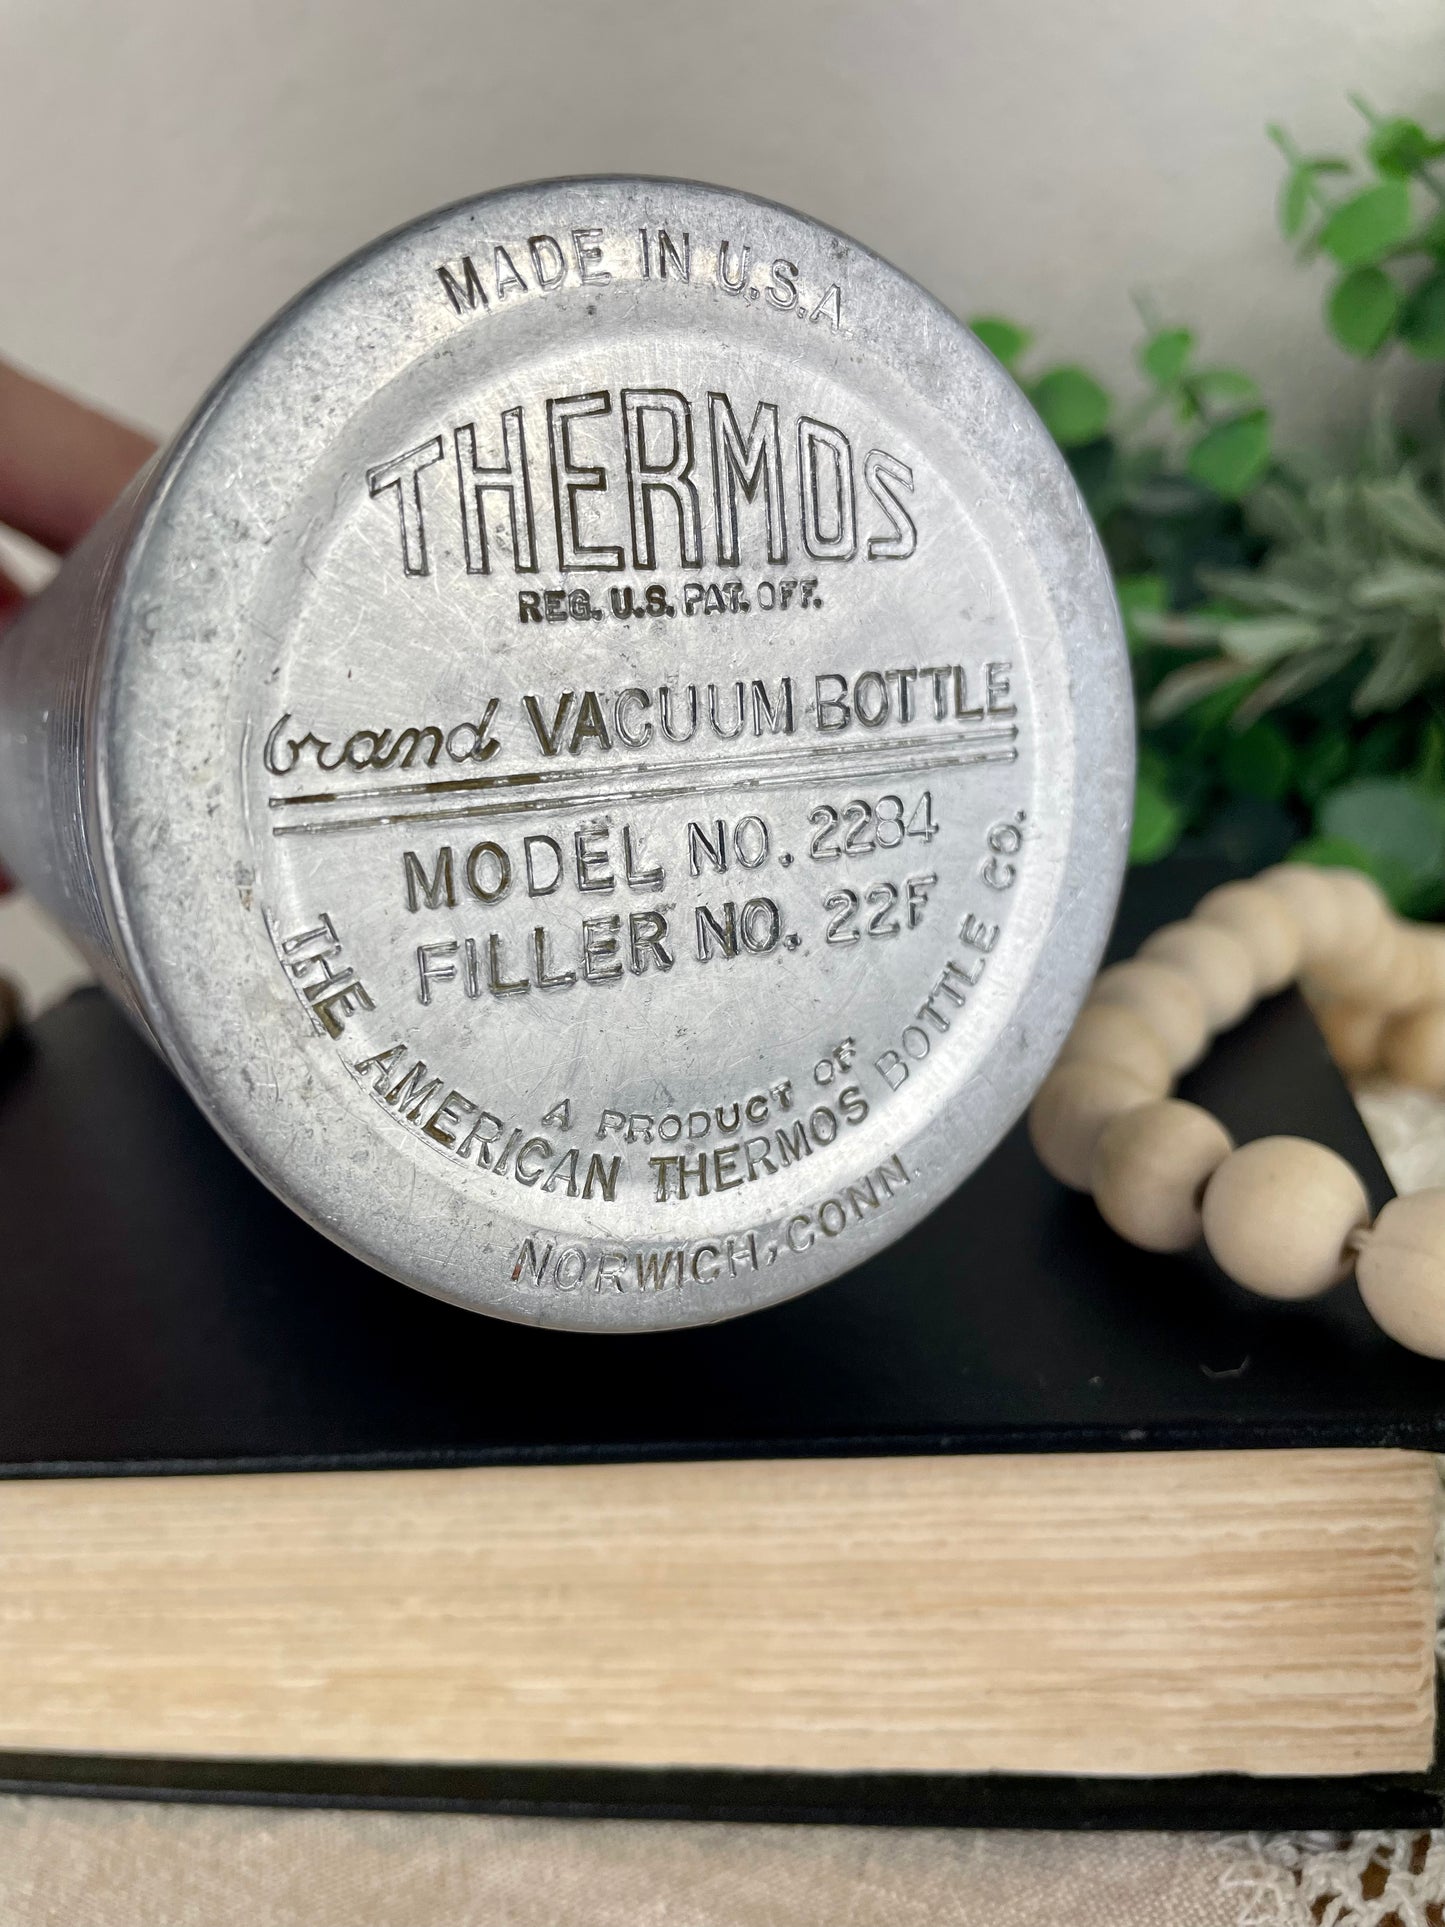 MADE IN U.S.A.
THERMOS
REG. U.S. PAT. OFF.
brand VACUUM BOTTLE
MODEL NO. 2284
FILLER NO. 22F
A PRODUCT OF
THE AMERICAN THERMOS BOTTLE CO.
NORWICH, CONN.